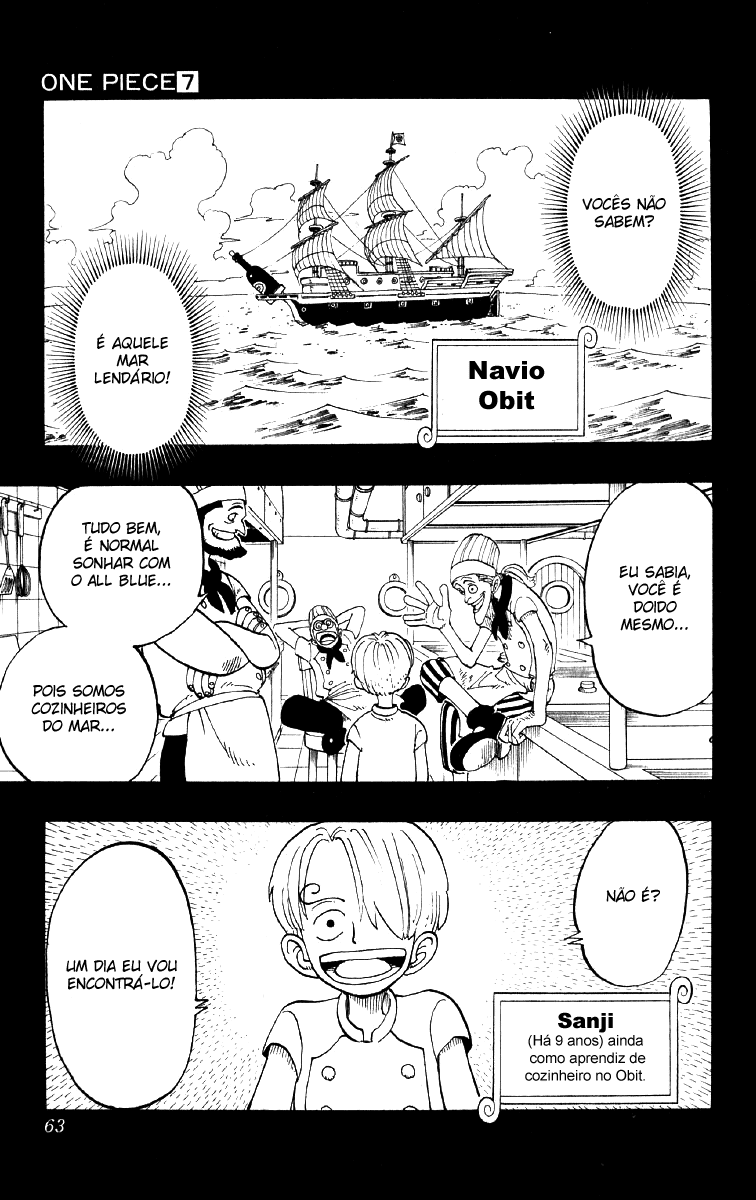 ONE PIECE 7
VOCÊS NÃO
SABEM?
É AQUELE
MAR
LENDÁRIO!
Navio
Obit
EU SABIA,
VOCÊ É
DOIDO
MESMO...
TUDO BEM,
É NORMAL
SONHAR COM
O ALL BLUE...
POIS SOMOS
COZINHEIROS
DO MAR...
NÃO É?
UM DIA EU VOU
ENCONTRÁ-LO!
Sanji
(Há 9 anos) ainda
como aprendiz de
cozinheiro no Obit.
63